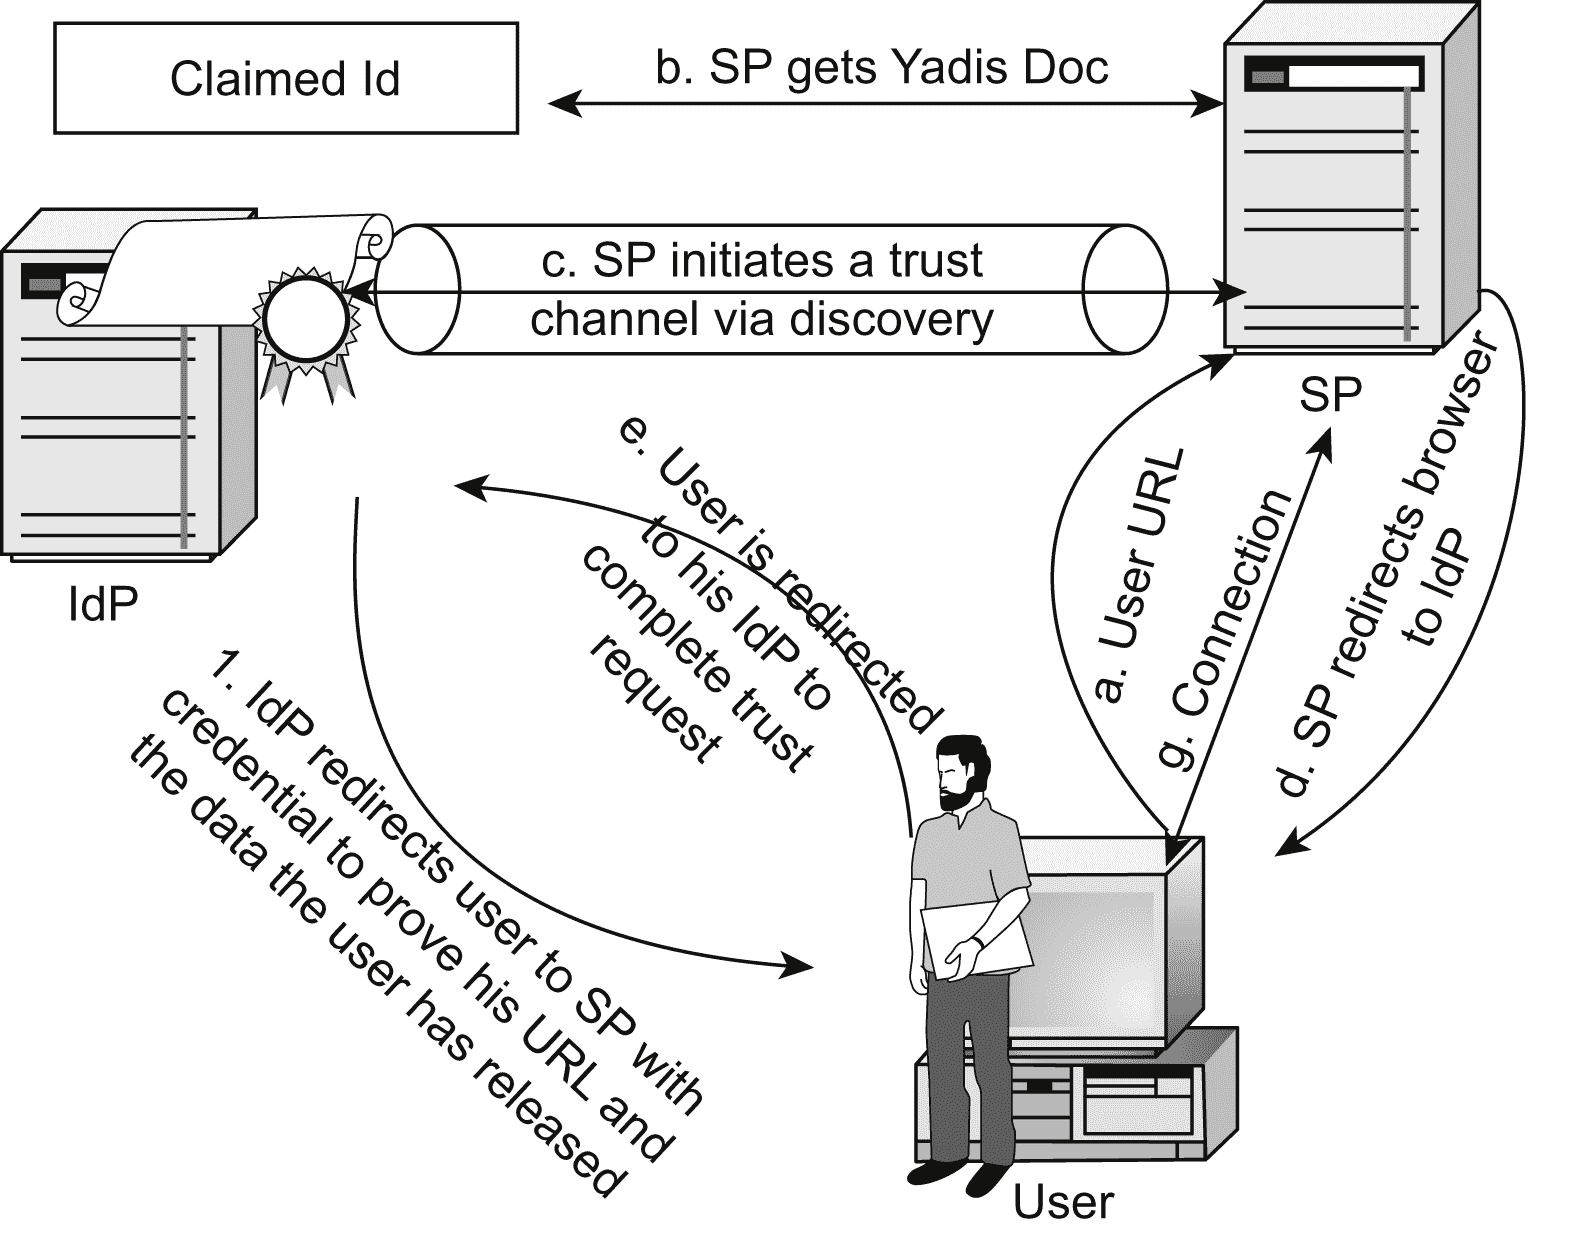 Claimed Id
b. SP gets Yadis Doc
c. SP initiates a trust
channel via discovery
SP
IdP
e. User is redirected
to his IdP to
complete trust
request
a. User URL
g. Connection
d. SP redirects browser
to IdP
1. IdP redirects user to SP with
credential to prove his URL and
the data the user has released
User